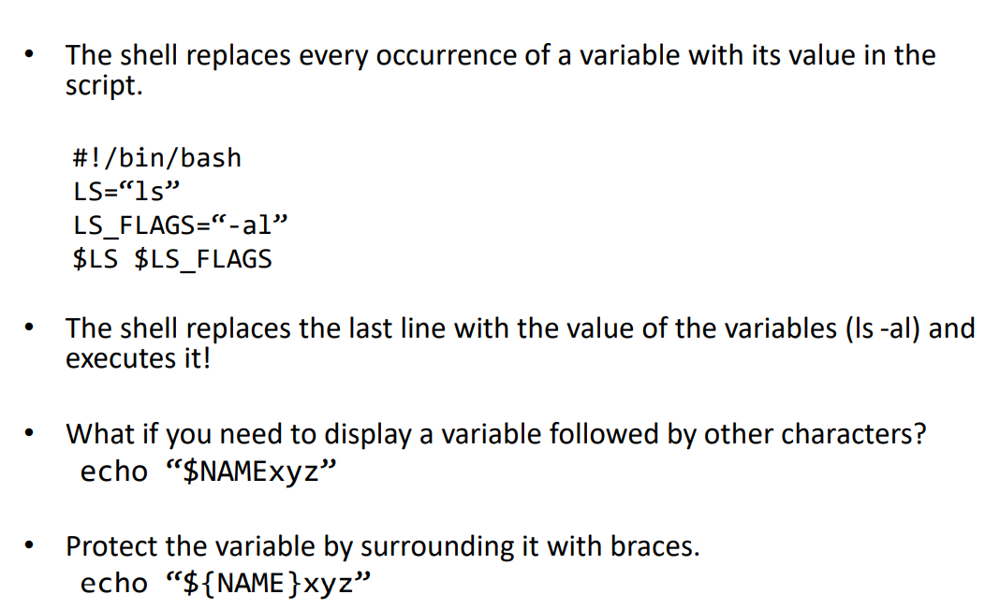 • The shell replaces every occurrence of a variable with its value in the
script.
#!/bin/bash
LS=“ls”
LS_FLAGS=“-al”
$LS $LS_FLAGS
• The shell replaces the last line with the value of the variables (ls -al) and
executes it!
• What if you need to display a variable followed by other characters?
echo “$NAMExyz”
• Protect the variable by surrounding it with braces.
echo “${NAME}xyz”